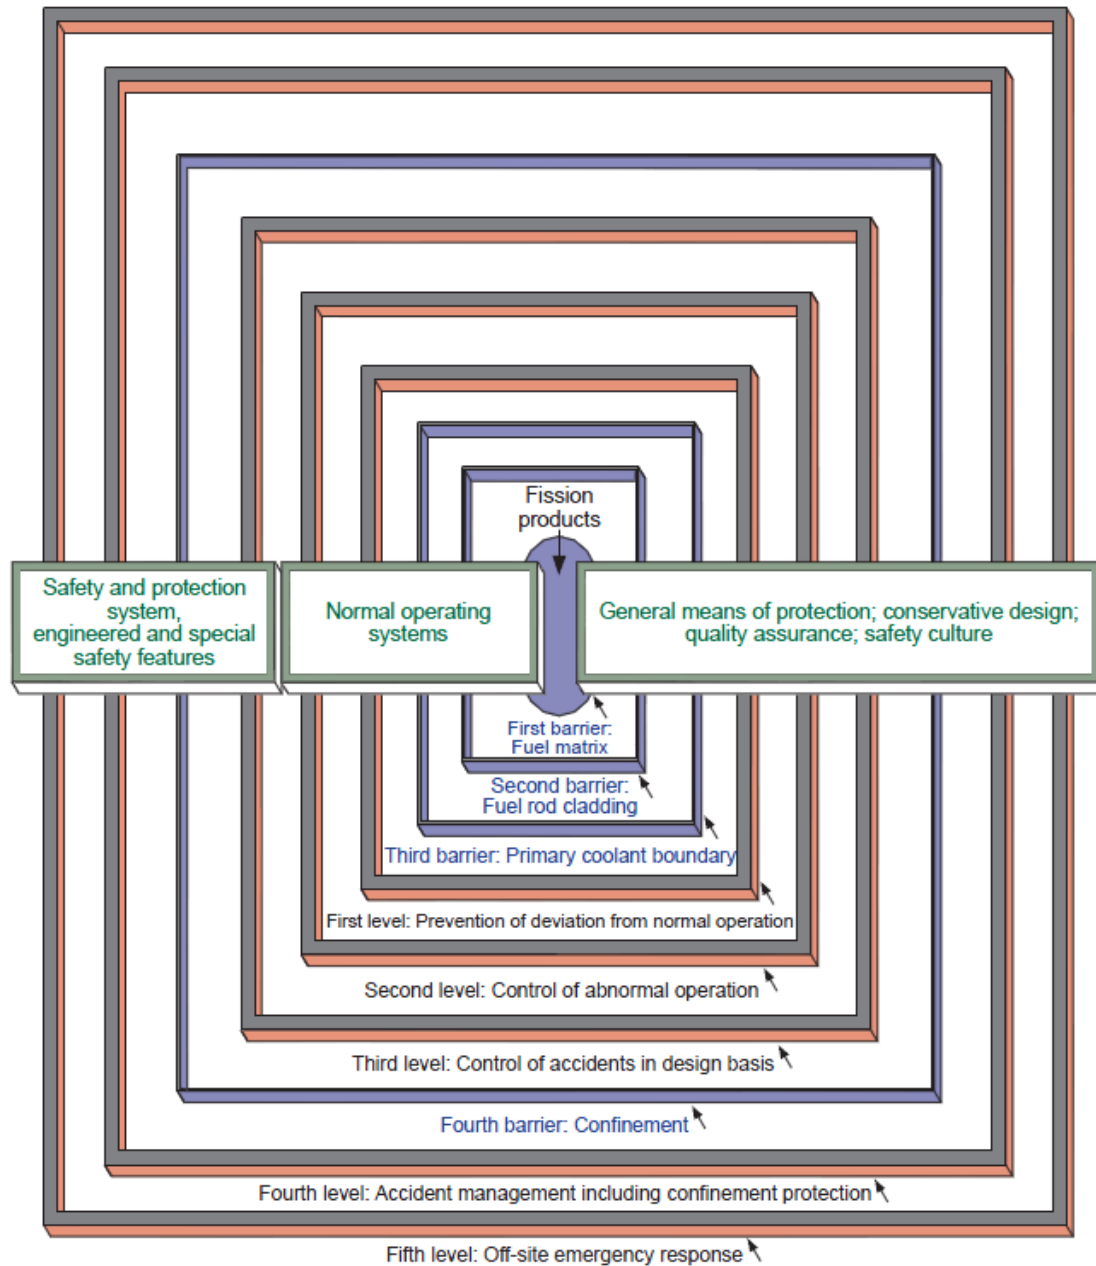 Fission
products
Safety and protection
system,
engineered and special
safety features
Normal operating
systems
General means of protection; conservative design;
quality assurance; safety culture
First barrier:
Fuel matrix
Second barrier:
Fuel rod cladding
Third barrier: Primary coolant boundary
First level: Prevention of deviation from normal operation
Second level: Control of abnormal operation
Third level: Control of accidents in design basis
Fourth barrier: Confinement
Fourth level: Accident management including confinement protection
Fifth level: Off-site emergency response